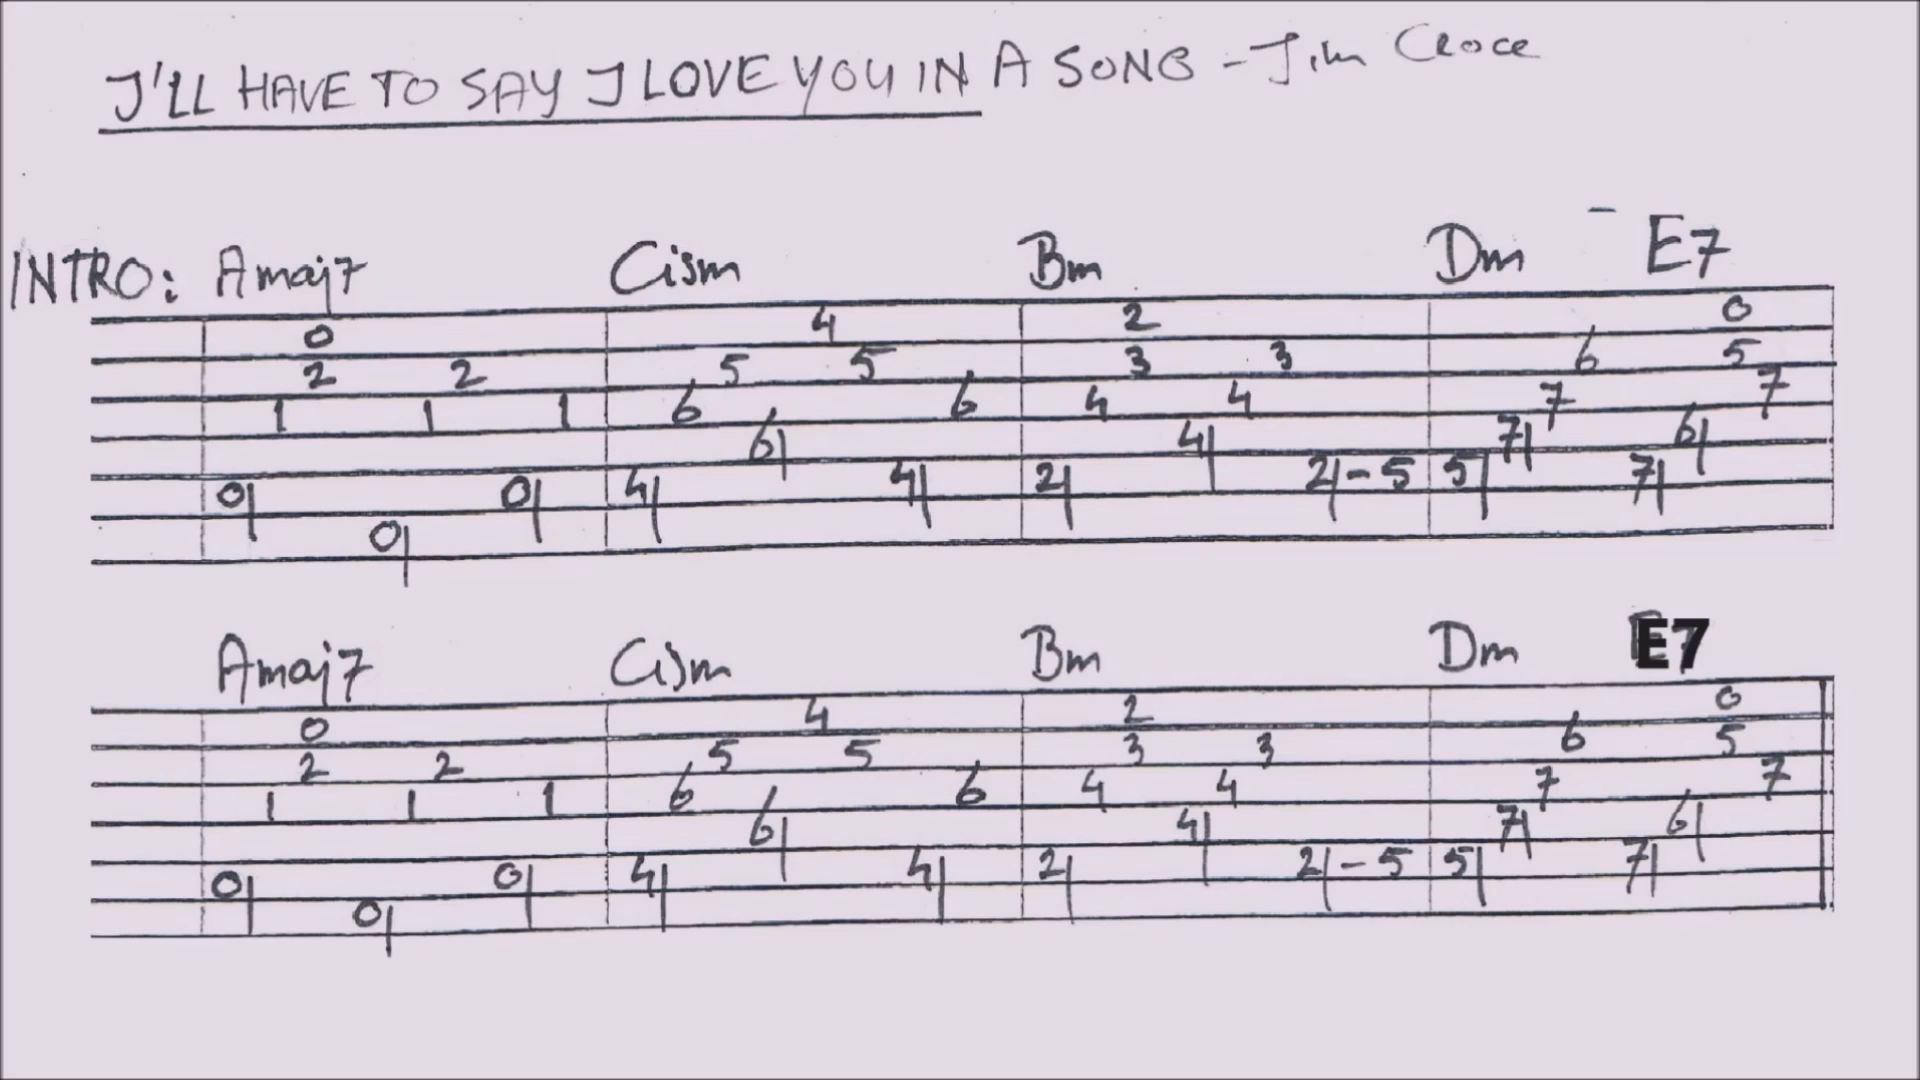 I'LL HAVE TO SAY I LOVE YOU IN A SONG - Jim Croce
INTRO: Amaj7 Cism Bm Dm E7
4 2 0
0 5 5 3 3 6 5
2 2 6 6 4 4 7 7
1 1 1 6 4 7 6
0 0 4 4 2 2-5 5 7
0
Amaj7 Cism Bm Dm E7
4 2 0
0 5 5 3 3 6 5
2 2 6 6 4 4 7 7
1 1 1 6 4 7 6
0 0 4 4 2 2-5 5 7
0